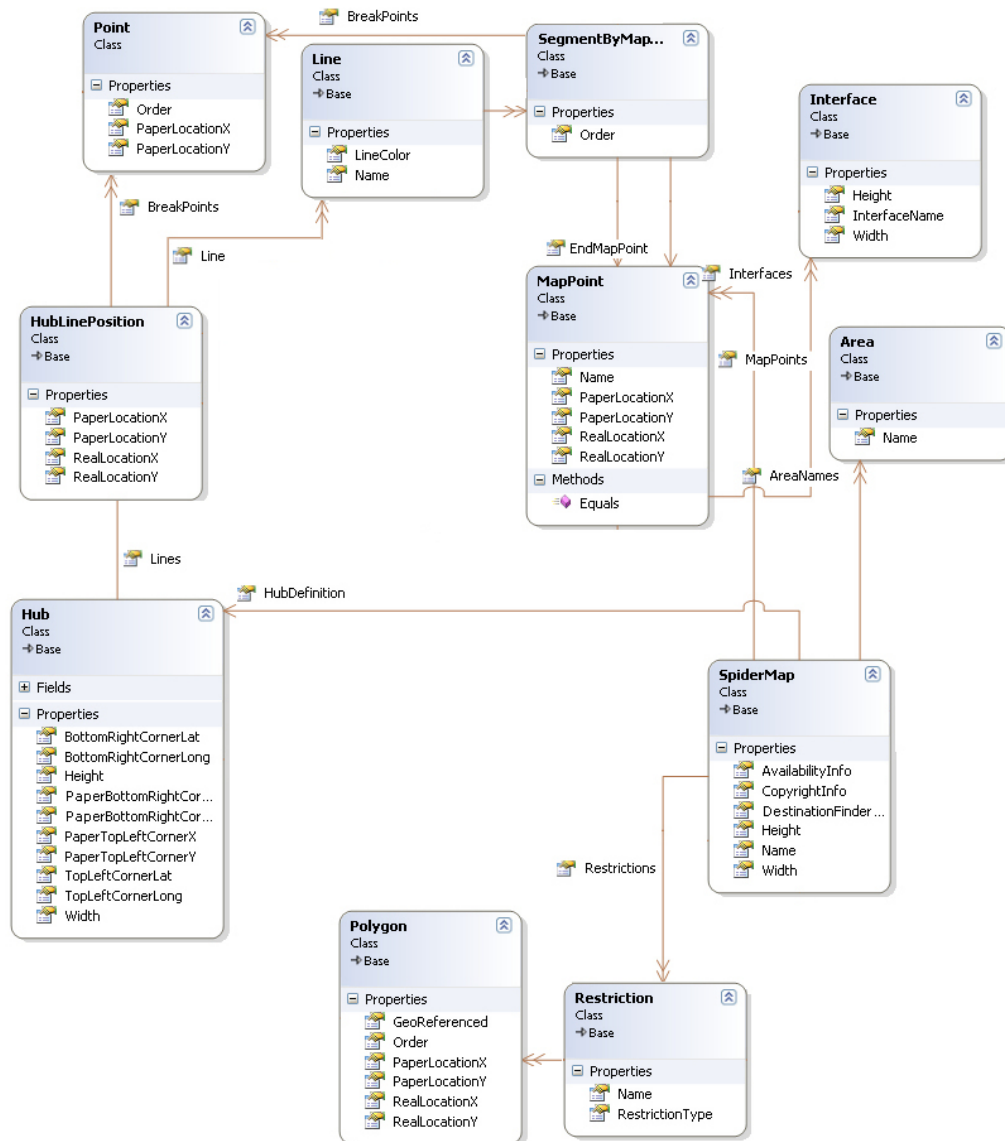 Point
Class
Properties
Order
PaperLocationX
PaperLocationY
BreakPoints
Line
Class
Base
Properties
LineColor
Name
SegmentByMap...
Class
Base
Properties
Order
Interface
Class
Base
Properties
Height
InterfaceName
Width
BreakPoints
Line
EndMapPoint
Interfaces
HubLinePosition
Class
Base
Properties
PaperLocationX
PaperLocationY
RealLocationX
RealLocationY
MapPoint
Class
Base
Properties
Name
PaperLocationX
PaperLocationY
RealLocationX
RealLocationY
Methods
Equals
MapPoints
Area
Class
Base
Properties
Name
AreaNames
Lines
HubDefinition
Hub
Class
Base
Fields
Properties
BottomRightCornerLat
BottomRightCornerLong
Height
PaperBottomRightCor...
PaperBottomRightCor...
PaperTopLeftCornerX
PaperTopLeftCornerY
TopLeftCornerLat
TopLeftCornerLong
Width
SpiderMap
Class
Base
Properties
AvailabilityInfo
CopyrightInfo
DestinationFinder...
Height
Name
Width
Restrictions
Polygon
Class
Base
Properties
GeoReferenced
Order
PaperLocationX
PaperLocationY
RealLocationX
RealLocationY
Restriction
Class
Base
Properties
Name
RestrictionType